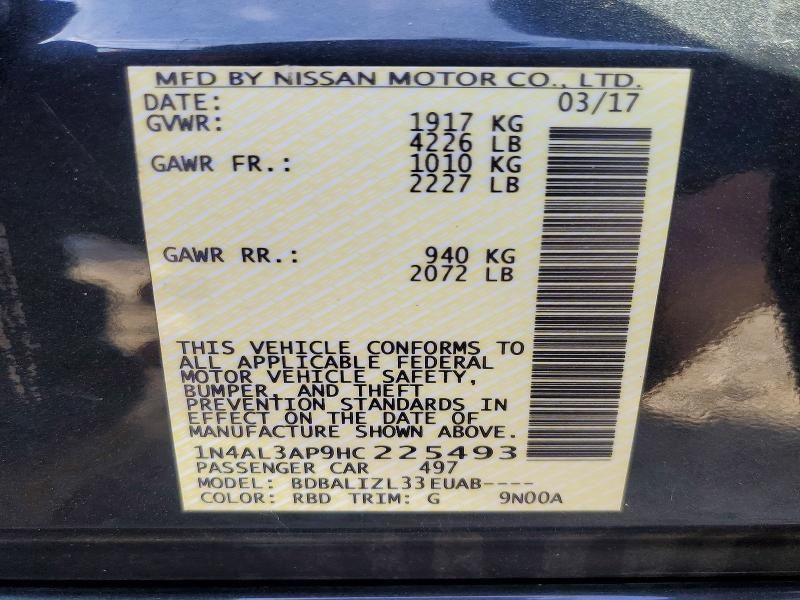 MFD BY NISSAN MOTOR CO., LTD.
DATE: 03/17
GVWR: 1917 KG
4226 LB
GAWR FR.: 1010 KG
2227 LB
GAWR RR.: 940 KG
2072 LB
THIS VEHICLE CONFORMS TO
ALL APPLICABLE FEDERAL
MOTOR VEHICLE SAFETY,
BUMPER, AND THEFT
PREVENTION STANDARDS IN
EFFECT ON THE DATE OF
MANUFACTURE SHOWN ABOVE.
1N4AL3AP9HC225493
PASSENGER CAR 497
MODEL: BDBALIZL33EUAB----
COLOR: RBD TRIM: G 9N00A